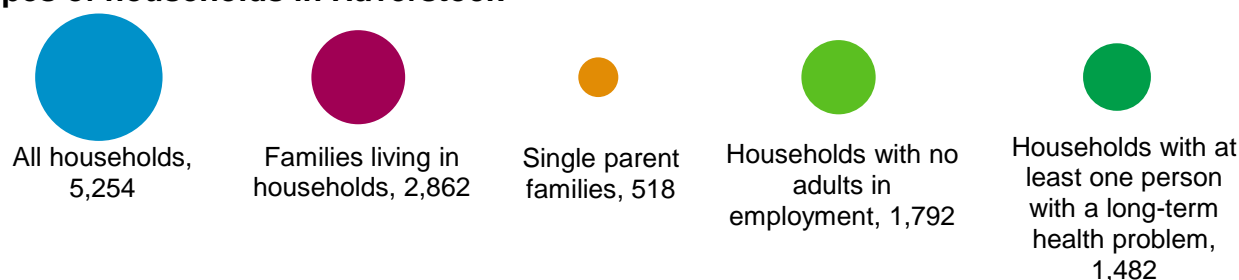 All households,
5,254
Families living in
households, 2,862
Single parent
families, 518
Households with no
adults in
employment, 1,792
Households with at
least one person
with a long-term
health problem,
1,482